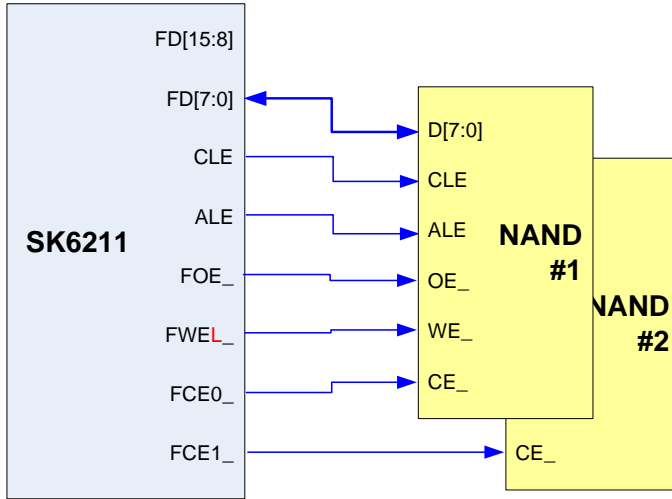 FD[15:8]
FD[7:0]
CLE
ALE
SK6211
FOE_
FWEL_
FCE0_
FCE1_
D[7:0]
CLE
ALE
NAND
#1
OE_
WE_
CE_
NAND
#2
CE_